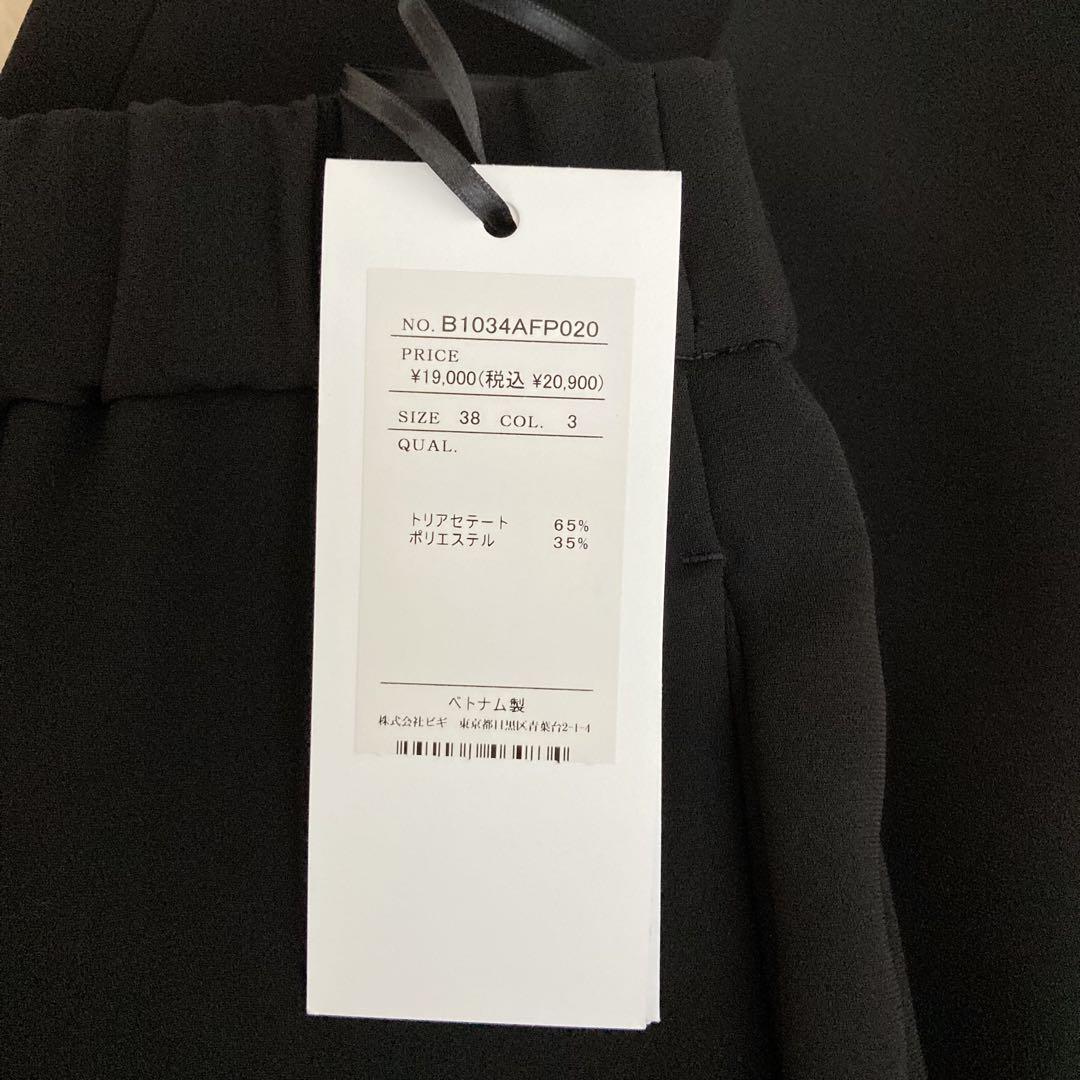 NO. B1034AFP020
PRICE
¥19,000(税込 ¥20,900)
SIZE 38 COL. 3
QUAL.
トリアセテート 65%
ポリエステル 35%
ベトナム製
株式会社ビギ 東京都目黒区青葉台2-1-4